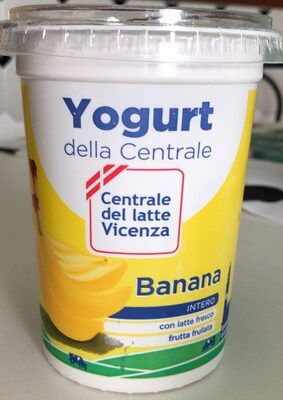 Yogurt
della Centrale
Centrale
del latte
Vicenza
Banana
INTERO
con latte fresco
frutta frullata